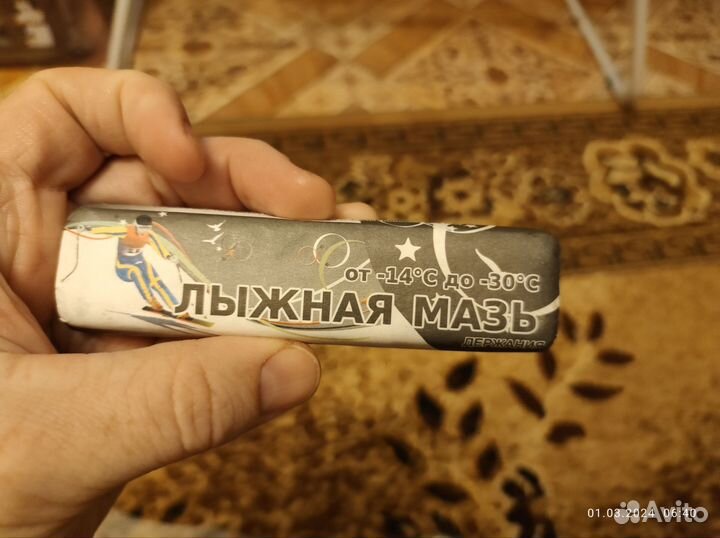 от -14°С до -30°С
ЛЫЖНАЯ МАЗЬ
ДЕРЖАНИЯ
01.03.2024 06:40
Avito